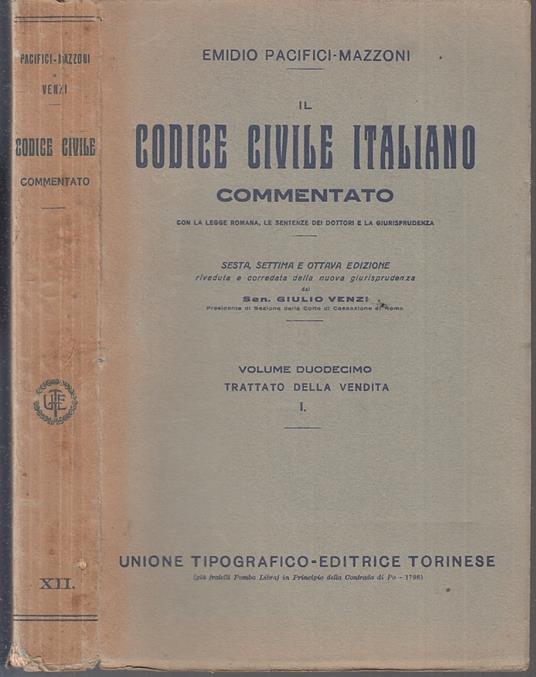 PACIFICI-MAZZONI
e
VENZI
CODICE CIVILE
COMMENTATO
UTE
XII.
EMIDIO PACIFICI-MAZZONI
IL
CODICE CIVILE ITALIANO
COMMENTATO
CON LA LEGGE ROMANA, LE SENTENZE DEI DOTTORI E LA GIURISPRUDENZA
SESTA, SETTIMA E OTTAVA EDIZIONE
riveduta e corredata della nuova giurisprudenza
dal
Sen. GIULIO VENZI
Presidente di Sezione della Corte di Cassazione di Roma
VOLUME DUODECIMO
TRATTATO DELLA VENDITA
I.
UNIONE TIPOGRAFICO-EDITRICE TORINESE
(già fratelli Pomba Librai in Principio della Contrada di Po - 1796)